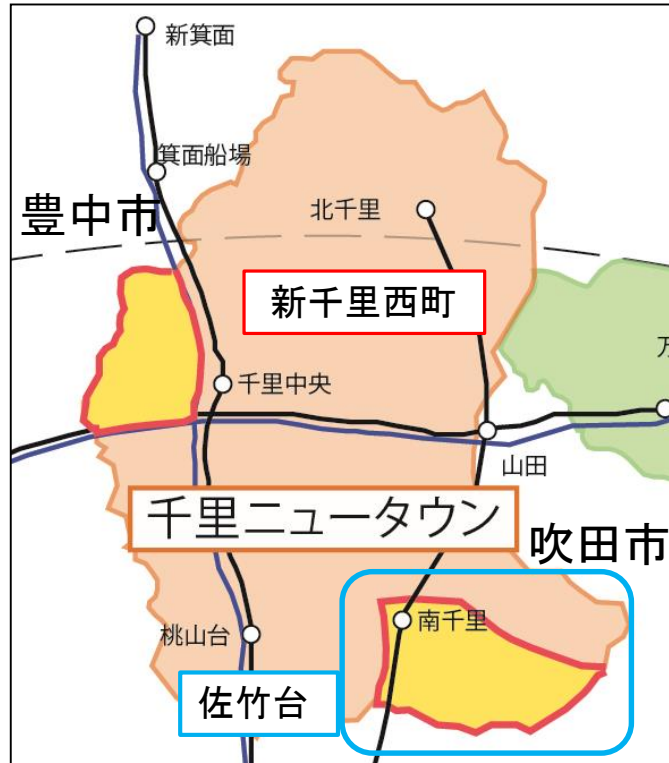 新箕面
箕面船場
豊中市
北千里
新千里西町
千里中央
万
山田
千里ニュータウン
吹田市
桃山台
南千里
佐竹台